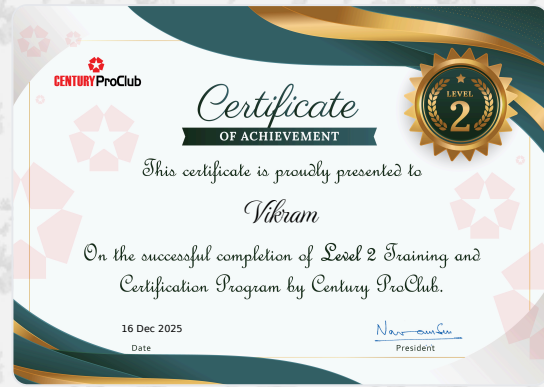 CENTURY ProClub
Certificate
OF ACHIEVEMENT
LEVEL
2
This certificate is proudly presented to
Vikram
On the successful completion of Level 2 Training and
Certification Program by Century ProClub.
16 Dec 2025
Date
President